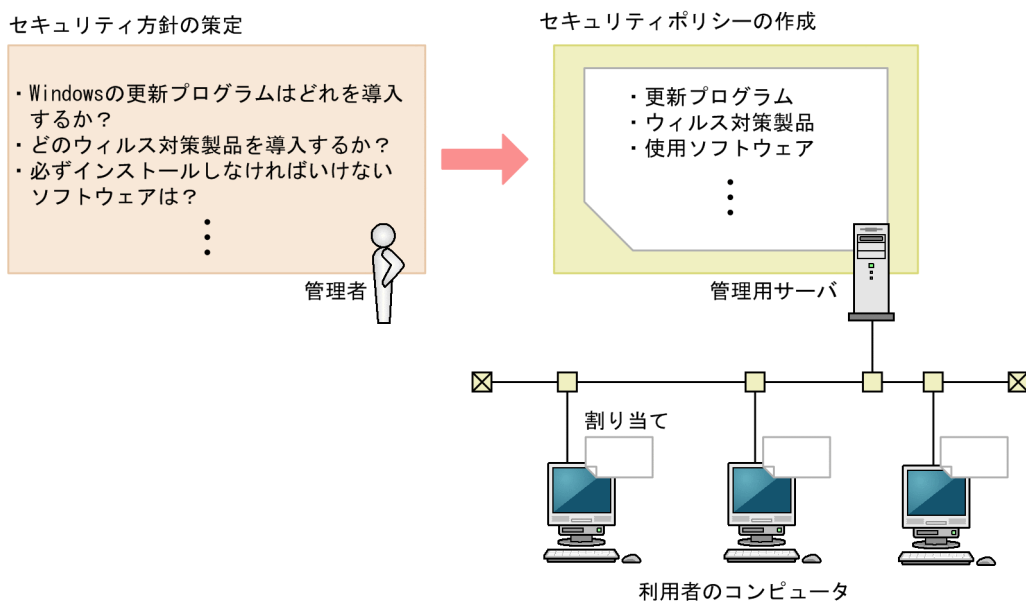 セキュリティ方針の策定
・Windowsの更新プログラムはどれを導入
するか？
・どのウィルス対策製品を導入するか？
・必ずインストールしなければいけない
ソフトウェアは？
管理者
セキュリティポリシーの作成
・更新プログラム
・ウィルス対策製品
・使用ソフトウェア
管理用サーバ
割り当て
利用者のコンピュータ